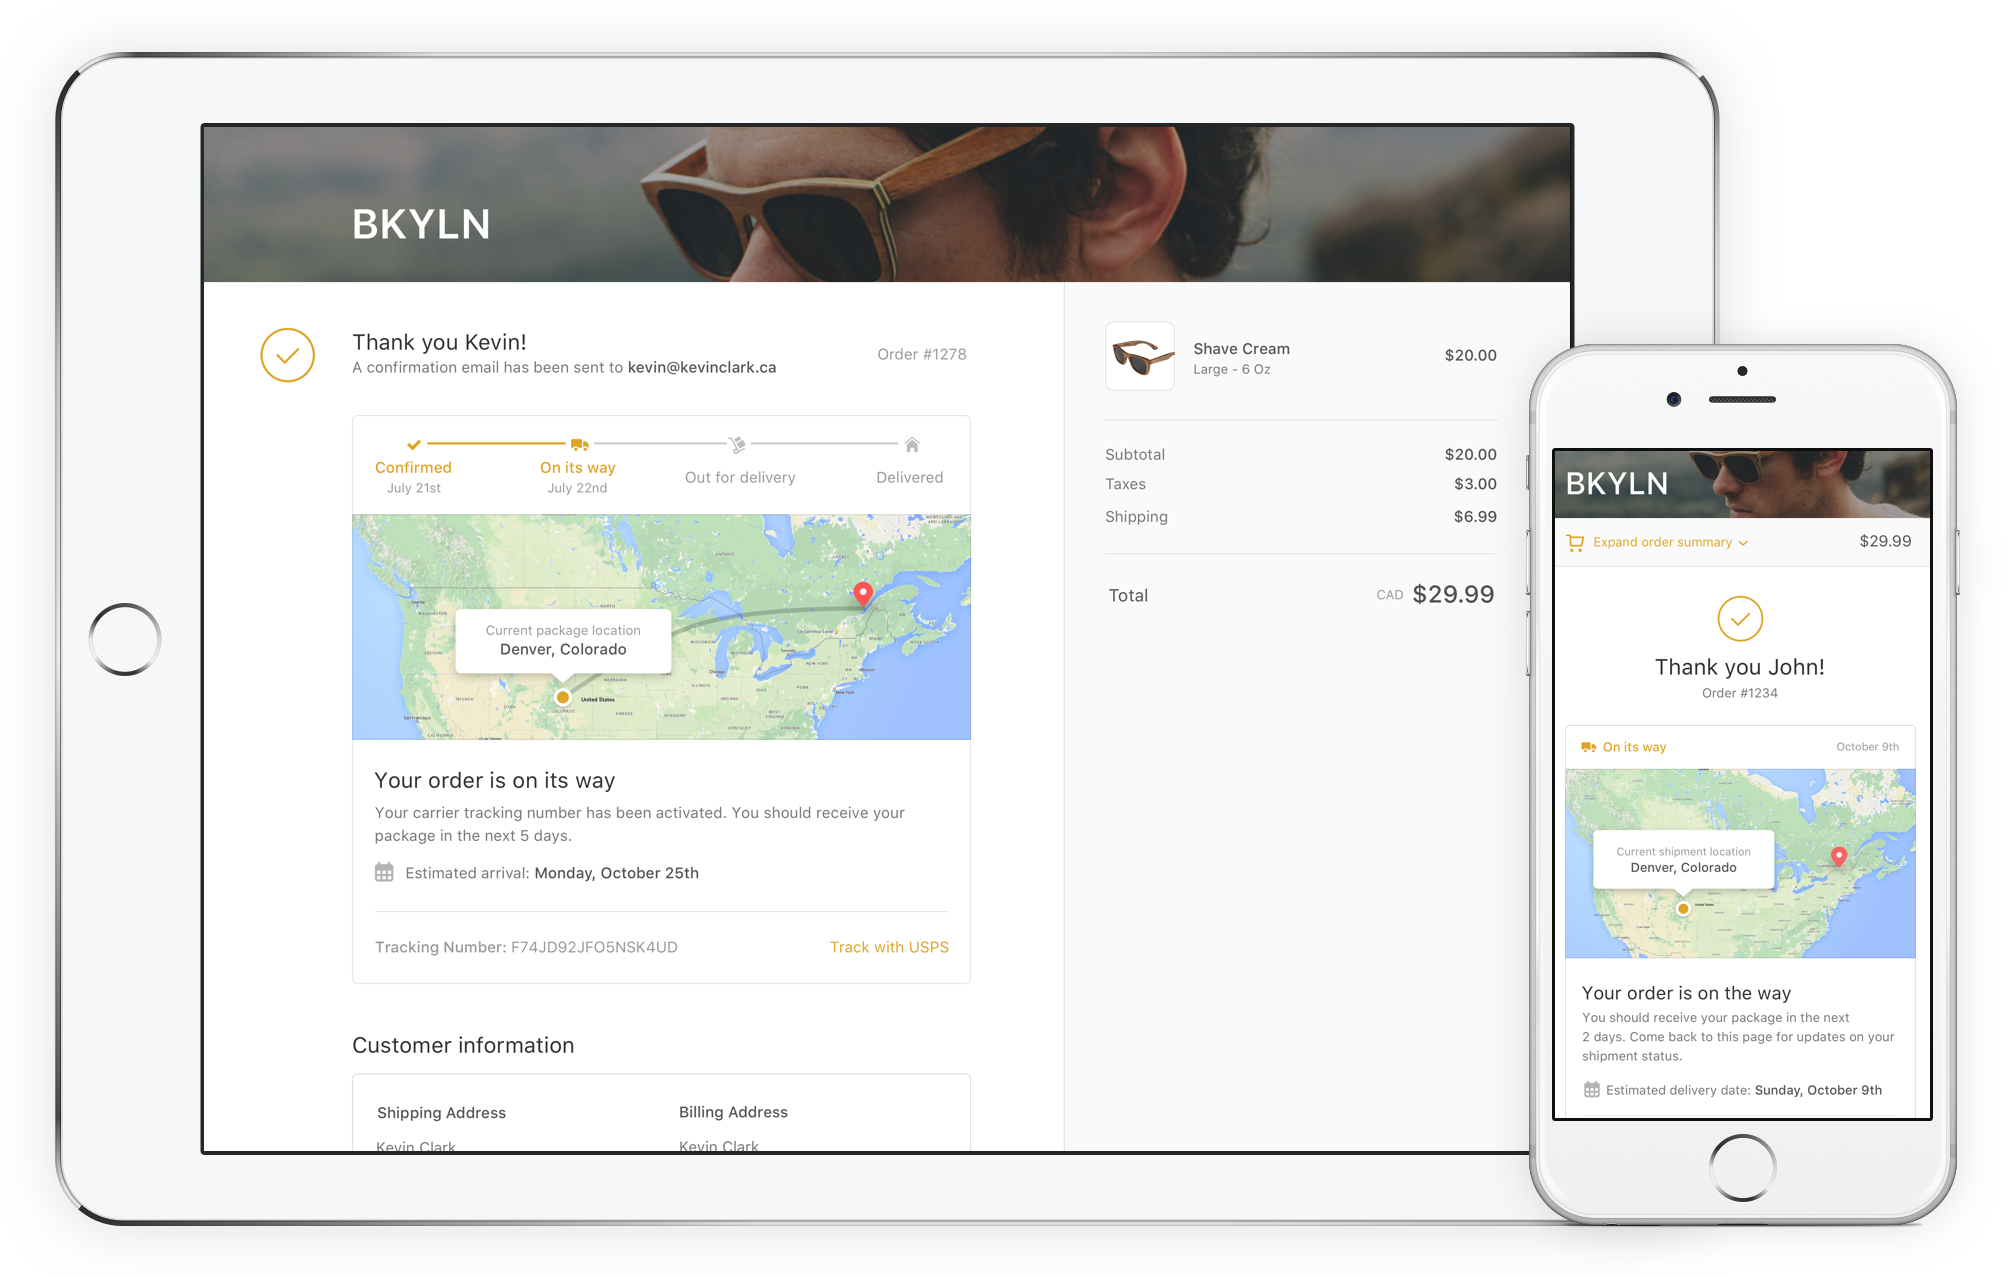 BKYLN
Thank you Kevin!
A confirmation email has been sent to kevin@kevinclark.ca
Order #1278
Confirmed
July 21st
On its way
July 22nd
Out for delivery
Delivered
Current package location
Denver, Colorado
United States
Your order is on its way
Your carrier tracking number has been activated. You should receive your
package in the next 5 days.
Estimated arrival: Monday, October 25th
Tracking Number: F74JD92JFO5NSK4UD
Track with USPS
Customer information
Shipping Address
Billing Address
Kevin Clark
Kevin Clark
Shave Cream
Large - 6 Oz
$20.00
Subtotal
$20.00
Taxes
$3.00
Shipping
$6.99
Total
CAD $29.99
BKYLN
Expand order summary
$29.99
Thank you John!
Order #1234
On its way
October 9th
Current shipment location
Denver, Colorado
Your order is on the way
You should receive your package in the next
2 days. Come back to this page for updates on your
shipment status.
Estimated delivery date: Sunday, October 9th